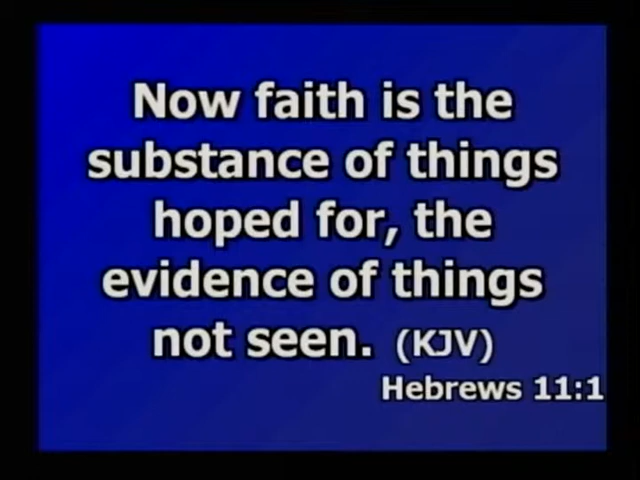 Now faith is the
substance of things
hoped for, the
evidence of things
not seen. (KJV)
Hebrews 11:1